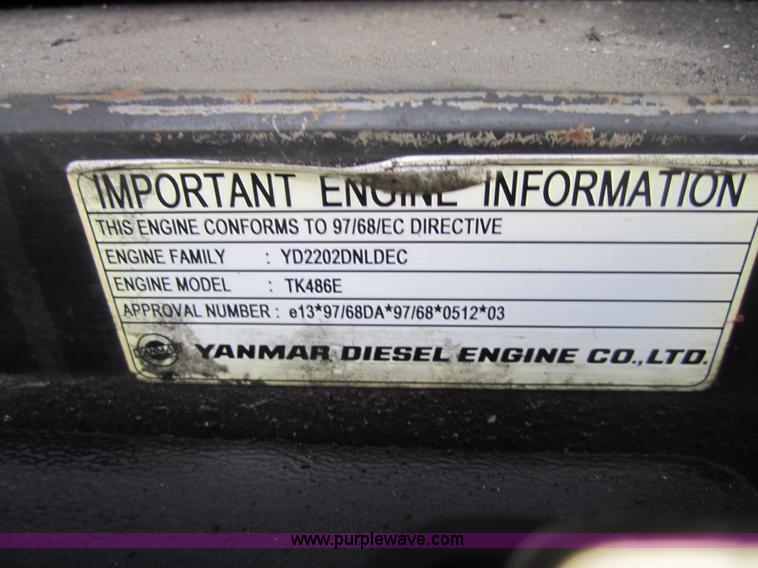 IMPORTANT ENGINE INFORMATION
THIS ENGINE CONFORMS TO 97/68/EC DIRECTIVE
ENGINE FAMILY : YD2202DNLDEC
ENGINE MODEL : TK486E
APPROVAL NUMBER : e13*97/68DA*97/68*0512*03
YANMAR YANMAR DIESEL ENGINE CO.,LTD.
www.purplewave.com